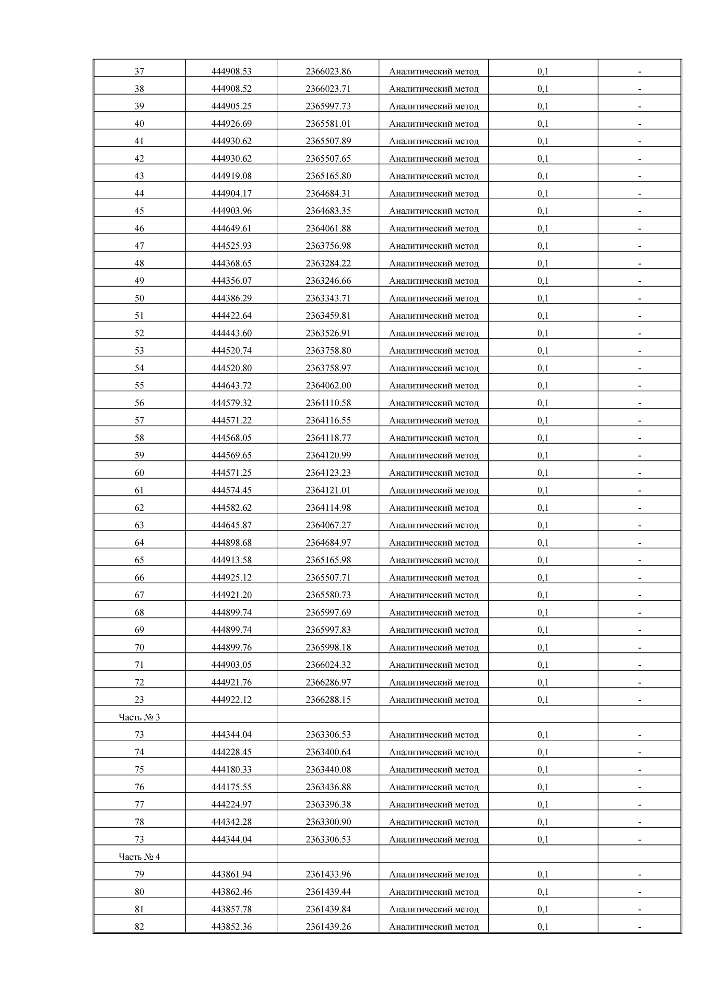 37 444908.53 2366023.86 Аналитический метод 0,1 -
38 444908.52 2366023.71 Аналитический метод 0,1 -
39 444905.25 2365997.73 Аналитический метод 0,1 -
40 444926.69 2365581.01 Аналитический метод 0,1 -
41 444930.62 2365507.89 Аналитический метод 0,1 -
42 444930.62 2365507.65 Аналитический метод 0,1 -
43 444919.08 2365165.80 Аналитический метод 0,1 -
44 444904.17 2364684.31 Аналитический метод 0,1 -
45 444903.96 2364683.35 Аналитический метод 0,1 -
46 444649.61 2364061.88 Аналитический метод 0,1 -
47 444525.93 2363756.98 Аналитический метод 0,1 -
48 444368.65 2363284.22 Аналитический метод 0,1 -
49 444356.07 2363246.66 Аналитический метод 0,1 -
50 444386.29 2363343.71 Аналитический метод 0,1 -
51 444422.64 2363459.81 Аналитический метод 0,1 -
52 444443.60 2363526.91 Аналитический метод 0,1 -
53 444520.74 2363758.80 Аналитический метод 0,1 -
54 444520.80 2363758.97 Аналитический метод 0,1 -
55 444643.72 2364062.00 Аналитический метод 0,1 -
56 444579.32 2364110.58 Аналитический метод 0,1 -
57 444571.22 2364116.55 Аналитический метод 0,1 -
58 444568.05 2364118.77 Аналитический метод 0,1 -
59 444569.65 2364120.99 Аналитический метод 0,1 -
60 444571.25 2364123.23 Аналитический метод 0,1 -
61 444574.45 2364121.01 Аналитический метод 0,1 -
62 444582.62 2364114.98 Аналитический метод 0,1 -
63 444645.87 2364067.27 Аналитический метод 0,1 -
64 444898.68 2364684.97 Аналитический метод 0,1 -
65 444913.58 2365165.98 Аналитический метод 0,1 -
66 444925.12 2365507.71 Аналитический метод 0,1 -
67 444921.20 2365580.73 Аналитический метод 0,1 -
68 444899.74 2365997.69 Аналитический метод 0,1 -
69 444899.74 2365997.83 Аналитический метод 0,1 -
70 444899.76 2365998.18 Аналитический метод 0,1 -
71 444903.05 2366024.32 Аналитический метод 0,1 -
72 444921.76 2366286.97 Аналитический метод 0,1 -
23 444922.12 2366288.15 Аналитический метод 0,1 -
Часть № 3
73 444344.04 2363306.53 Аналитический метод 0,1 -
74 444228.45 2363400.64 Аналитический метод 0,1 -
75 444180.33 2363440.08 Аналитический метод 0,1 -
76 444175.55 2363436.88 Аналитический метод 0,1 -
77 444224.97 2363396.38 Аналитический метод 0,1 -
78 444342.28 2363300.90 Аналитический метод 0,1 -
73 444344.04 2363306.53 Аналитический метод 0,1 -
Часть № 4
79 443861.94 2361433.96 Аналитический метод 0,1 -
80 443862.46 2361439.44 Аналитический метод 0,1 -
81 443857.78 2361439.84 Аналитический метод 0,1 -
82 443852.36 2361439.26 Аналитический метод 0,1 -